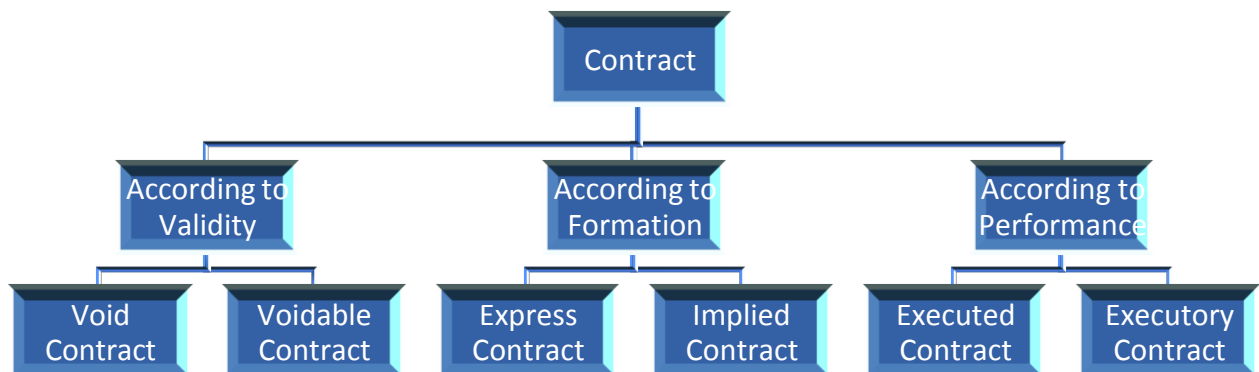 Contract
According to
Validity
According to
Formation
According to
Performance
Void
Contract
Voidable
Contract
Express
Contract
Implied
Contract
Executed
Contract
Executory
Contract